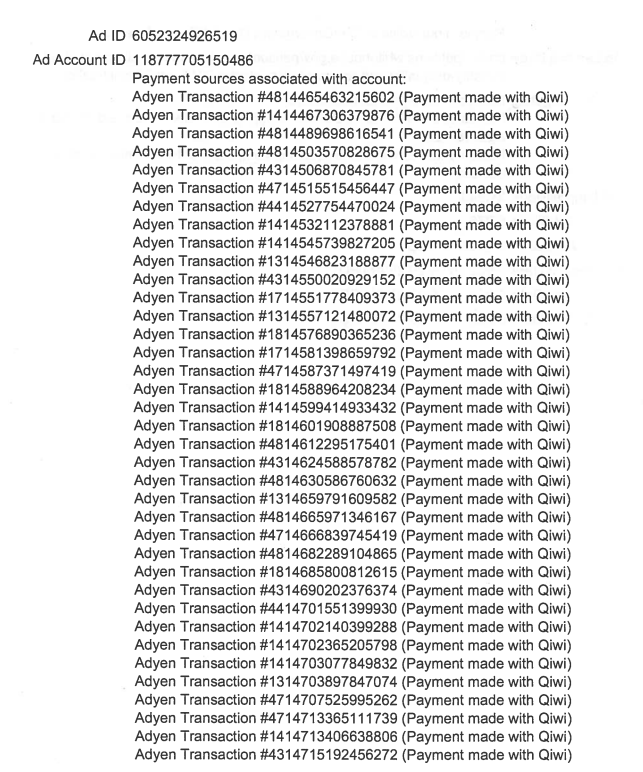 Ad ID 6052324926519
Ad Account ID 118777705150486
Payment sources associated with account:
Adyen Transaction #4814465463215602 (Payment made with Qiwi)
Adyen Transaction #1414467306379876 (Payment made with Qiwi)
Adyen Transaction #4814489698616541 (Payment made with Qiwi)
Adyen Transaction #4814503570828675 (Payment made with Qiwi)
Adyen Transaction #4314506870845781 (Payment made with Qiwi)
Adyen Transaction #4714515515456447 (Payment made with Qiwi)
Adyen Transaction #4414527754470024 (Payment made with Qiwi)
Adyen Transaction #1414532112378881 (Payment made with Qiwi)
Adyen Transaction #1414545739827205 (Payment made with Qiwi)
Adyen Transaction #1314546823188877 (Payment made with Qiwi)
Adyen Transaction #4314550020929152 (Payment made with Qiwi)
Adyen Transaction #1714551778409373 (Payment made with Qiwi)
Adyen Transaction #1314557121480072 (Payment made with Qiwi)
Adyen Transaction #1814576890365236 (Payment made with Qiwi)
Adyen Transaction #1714581398659792 (Payment made with Qiwi)
Adyen Transaction #4714587371497419 (Payment made with Qiwi)
Adyen Transaction #1814588964208234 (Payment made with Qiwi)
Adyen Transaction #1414599414933432 (Payment made with Qiwi)
Adyen Transaction #1814601908887508 (Payment made with Qiwi)
Adyen Transaction #4814612295175401 (Payment made with Qiwi)
Adyen Transaction #4314624588578782 (Payment made with Qiwi)
Adyen Transaction #4814630586760632 (Payment made with Qiwi)
Adyen Transaction #1314659791609582 (Payment made with Qiwi)
Adyen Transaction #4814665971346167 (Payment made with Qiwi)
Adyen Transaction #4714666839745419 (Payment made with Qiwi)
Adyen Transaction #4814682289104865 (Payment made with Qiwi)
Adyen Transaction #1814685800812615 (Payment made with Qiwi)
Adyen Transaction #4314690202376374 (Payment made with Qiwi)
Adyen Transaction #4414701551399930 (Payment made with Qiwi)
Adyen Transaction #1414702140399288 (Payment made with Qiwi)
Adyen Transaction #1414702365205798 (Payment made with Qiwi)
Adyen Transaction #1414703077849832 (Payment made with Qiwi)
Adyen Transaction #1314703897847074 (Payment made with Qiwi)
Adyen Transaction #4714707525995262 (Payment made with Qiwi)
Adyen Transaction #4714713365111739 (Payment made with Qiwi)
Adyen Transaction #1414713406638806 (Payment made with Qiwi)
Adyen Transaction #4314715192456272 (Payment made with Qiwi)